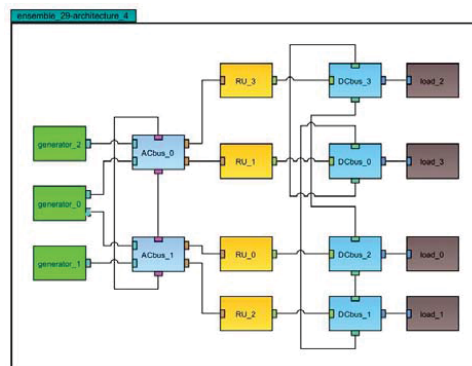 ensemble_29-architecture_4
RU_3 DCbus_3 load_2
generator_2 ACbus_0 RU_1 DCbus_0 load_3
generator_0
generator_1 ACbus_1 RU_0 DCbus_2 load_0
RU_2 DCbus_1 load_1